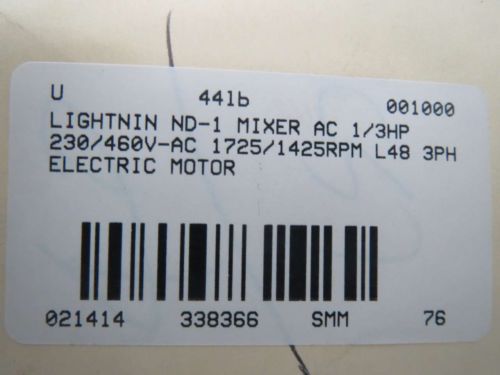 U 44lb 001000
LIGHTNIN ND-1 MIXER AC 1/3HP
230/460V-AC 1725/1425RPM L48 3PH
ELECTRIC MOTOR
021414 338366 SMM 76